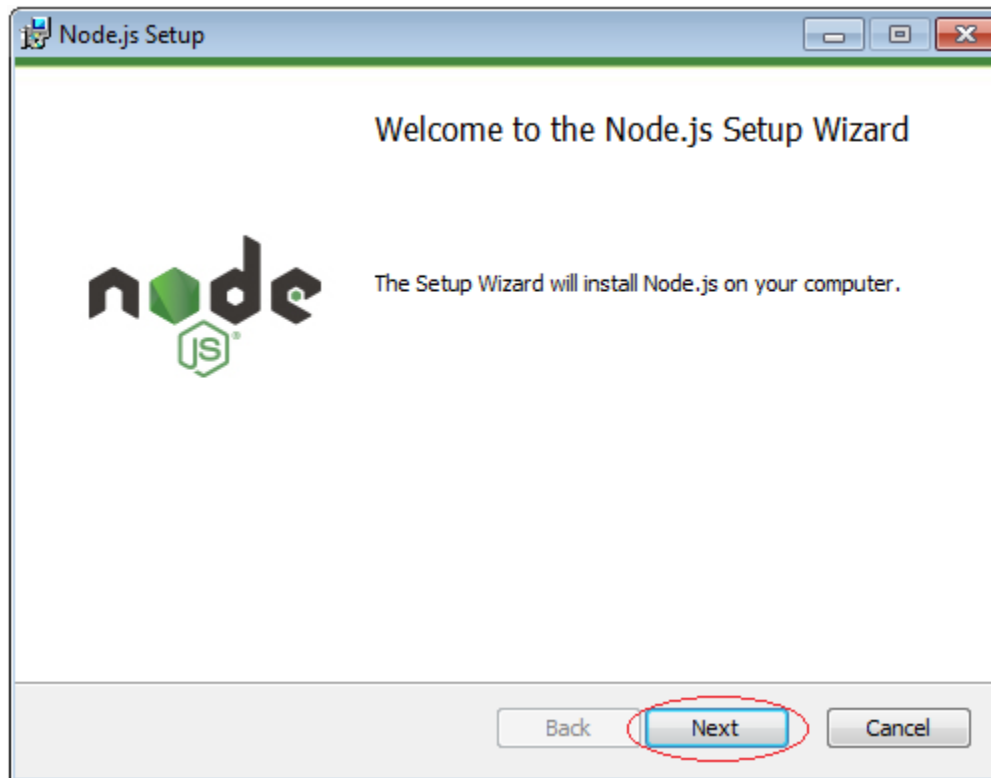 Node.js Setup
Welcome to the Node.js Setup Wizard
The Setup Wizard will install Node.js on your computer.
node
JS®
Back Next Cancel